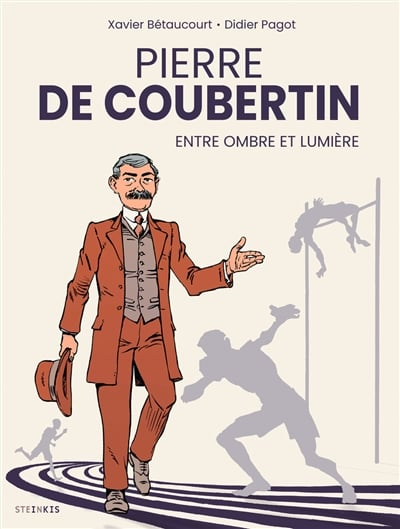 Xavier Bétaucourt • Didier Pagot
PIERRE
DE COUBERTIN
ENTRE OMBRE ET LUMIÈRE
STEINKIS